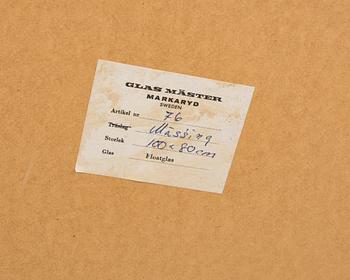 GLAS MÄSTER
MARKARYD
SWEDEN
Artikel nr 76
Träslag Mässing
Storlek 100 x 80 cm
Glas Floatglas